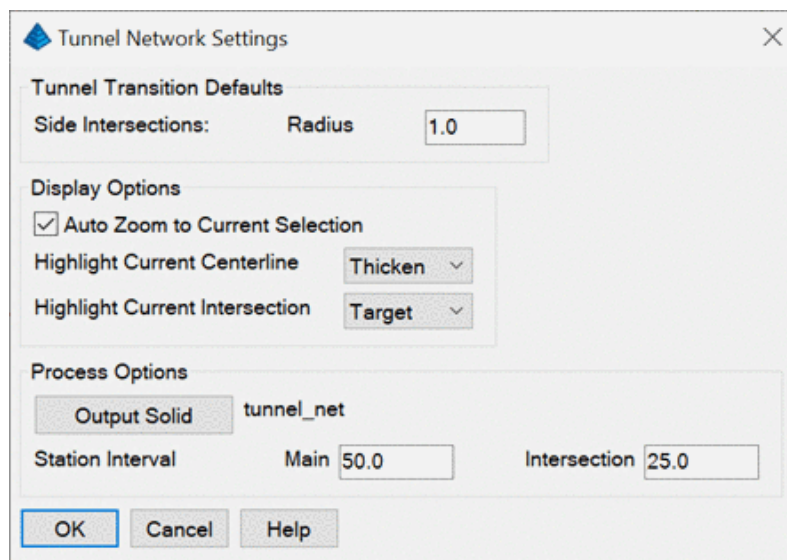 Tunnel Network Settings
Tunnel Transition Defaults
Side Intersections: Radius 1.0
Display Options
Auto Zoom to Current Selection
Highlight Current Centerline Thicken
Highlight Current Intersection Target
Process Options
Output Solid tunnel_net
Station Interval Main 50.0 Intersection 25.0
OK Cancel Help